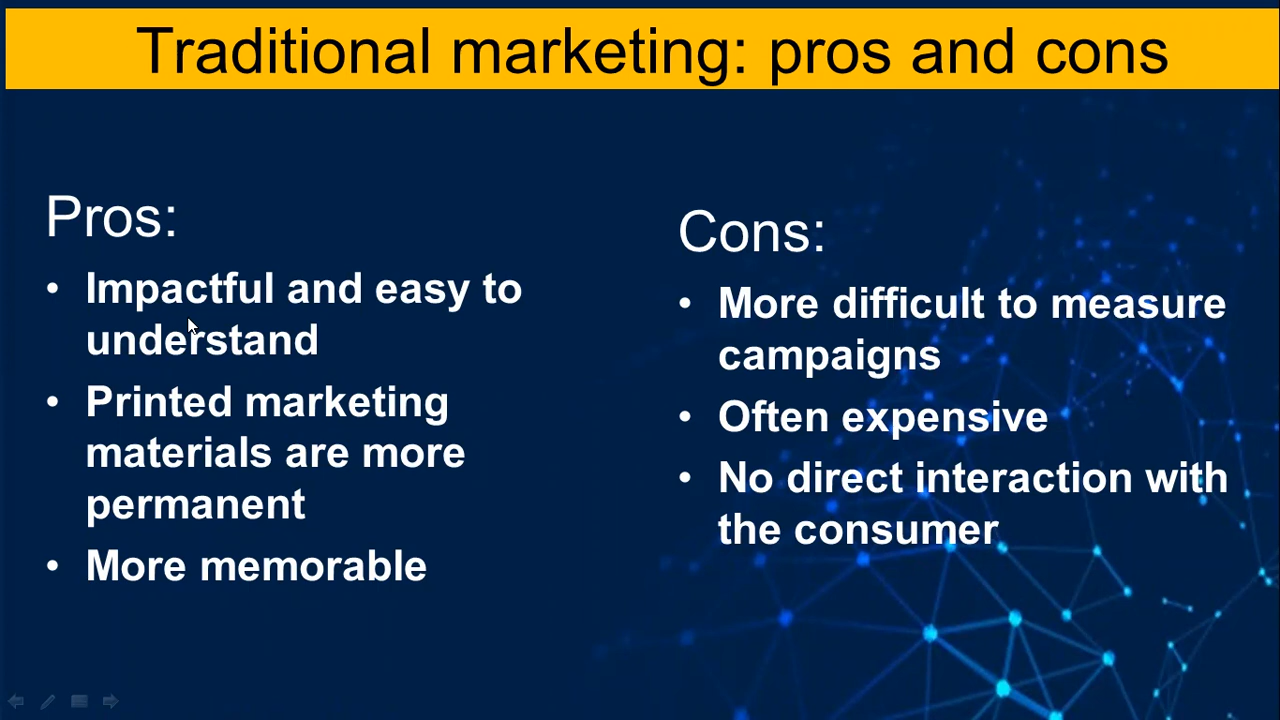 Traditional marketing: pros and cons
Pros:
• Impactful and easy to
understand
• Printed marketing
materials are more
permanent
• More memorable
Cons:
• More difficult to measure
campaigns
• Often expensive
• No direct interaction with
the consumer